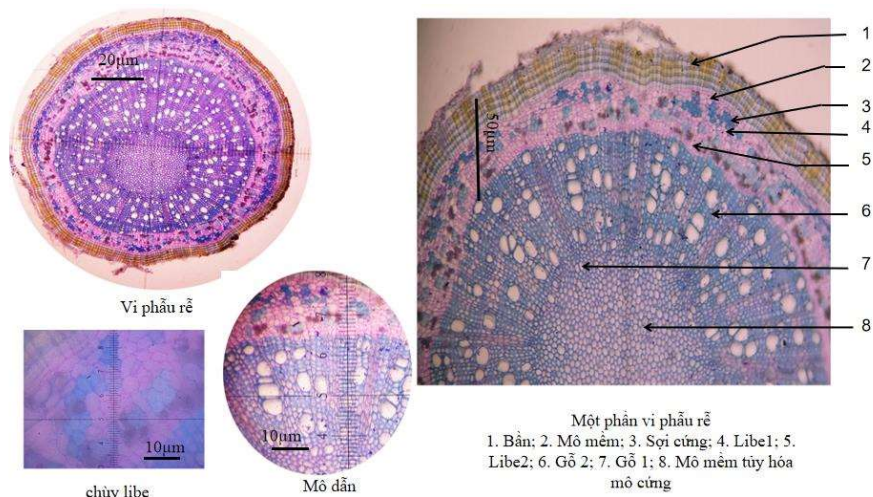 20µm
Vi phẫu rễ
10µm
chùy libe
10µm
Mô dẫn
50µm
1
2
3
4
5
6
7
8
Một phần vi phẫu rễ
1. Bần; 2. Mô mềm; 3. Sợi cứng; 4. Libe1; 5.
Libe2; 6. Gỗ 2; 7. Gỗ 1; 8. Mô mềm tủy hóa
mô cứng